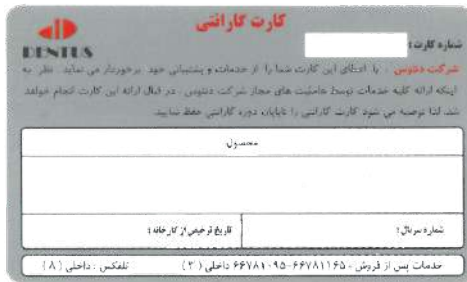 کارت گارانتی
DENTUS
شماره کارت :
شرکت دنتوس ، با اعطای این کارت شما را از خدمات و پشتیبانی خود برخوردار می نماید . نظر به
اینکه ارائه کلیه خدمات توسط عاملیت های مجاز شرکت دنتوس ، در قبال ارائه این کارت انجام خواهد
شد، لذا توصیه می شود کارت گارانتی را تاپایان دوره گارانتی حفظ نمایید.
محصول
شماره سریال :
تاریخ ترخیص از کارخانه :
خدمات پس از فروش : ۶۶۷۸۱۰۹۵-۶۶۷۸۱۱۶۵ داخلی (۳)
تلفکس : داخلی (۸)